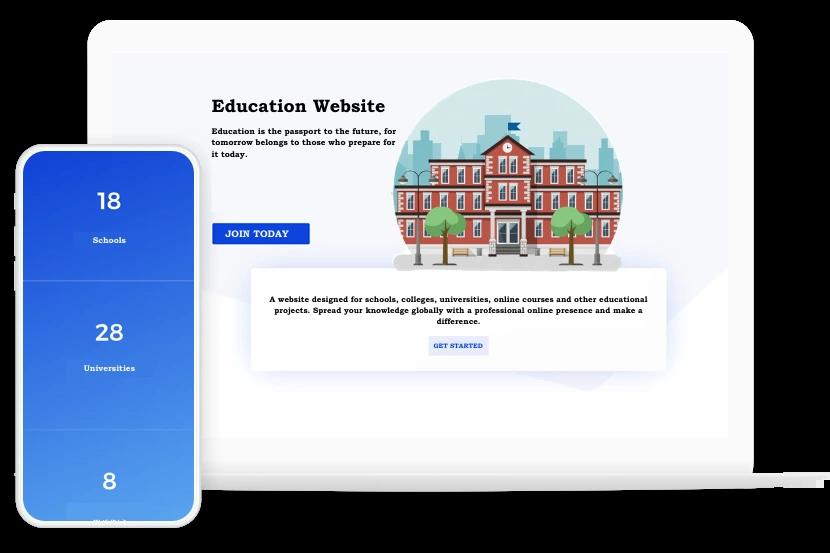 Education Website
Education is the passport to the future, for
tomorrow belongs to those who prepare for
it today.
JOIN TODAY
A website designed for schools, colleges, universities, online courses and other educational
projects. Spread your knowledge globally with a professional online presence and make a
difference.
GET STARTED
18
Schools
28
Universities
8